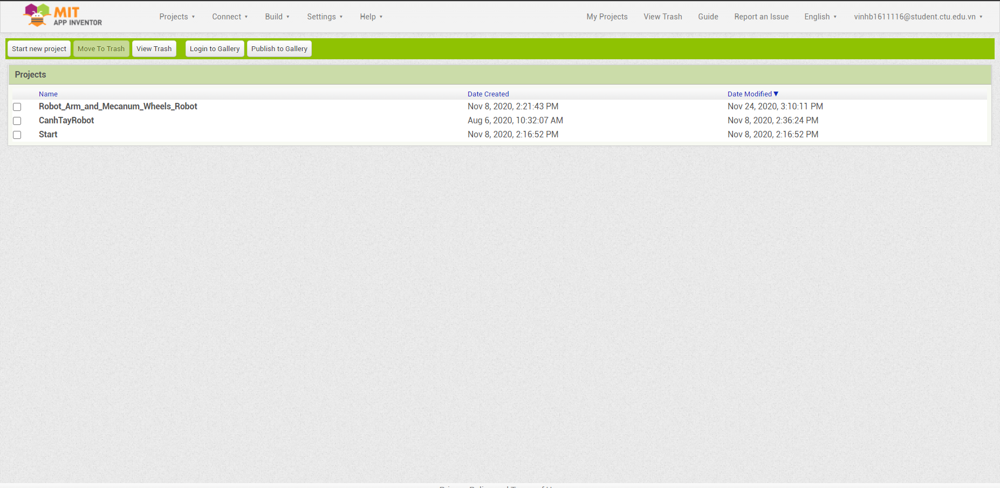 MIT
APP INVENTOR
Projects ▾ Connect ▾ Build ▾ Settings ▾ Help ▾ My Projects View Trash Guide Report an Issue English ▾ vinhb1611116@student.ctu.edu.vn ▾
Start new project Move To Trash View Trash Login to Gallery Publish to Gallery
Projects
Name Date Created Date Modified ▼
Robot_Arm_and_Mecanum_Wheels_Robot Nov 8, 2020, 2:21:43 PM Nov 24, 2020, 3:10:11 PM
CanhTayRobot Aug 6, 2020, 10:32:07 AM Nov 8, 2020, 2:36:24 PM
Start Nov 8, 2020, 2:16:52 PM Nov 8, 2020, 2:16:52 PM